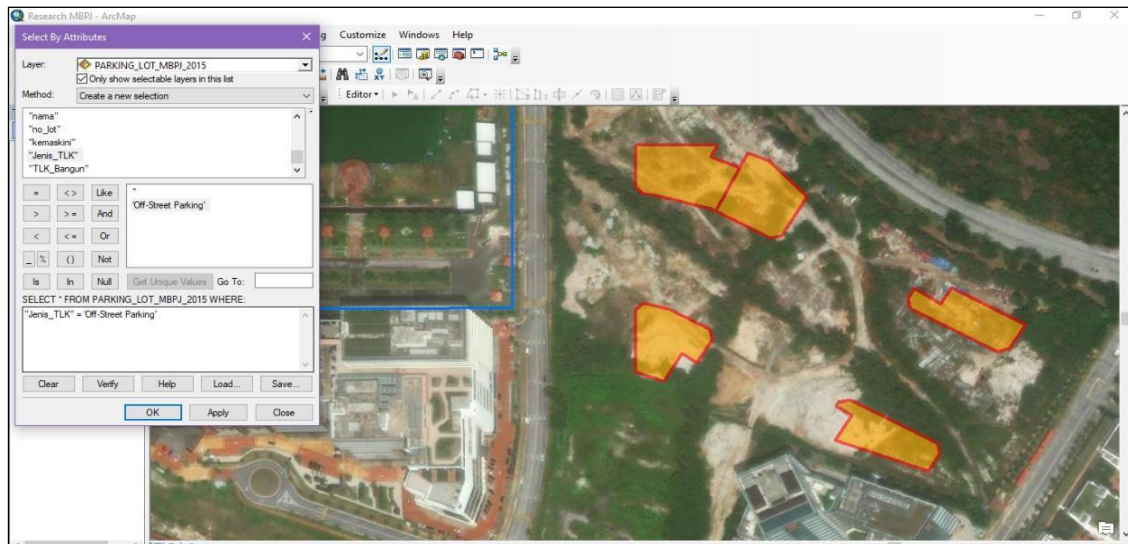 Research MBPJ - ArcMap
Select By Attributes
g Customize Windows Help
Layer: PARKING_LOT_MBPJ_2015
Only show selectable layers in this list
Method: Create a new selection
Editor
"nama"
"no_lot"
"kemaskini"
"Jenis_TLK"
"TLK_Bangun"
= < > Like
> > = And
< < = Or
_ % ( ) Not
Is In Null
''
'Off-Street Parking'
Get Unique Values Go To:
SELECT * FROM PARKING_LOT_MBPJ_2015 WHERE:
"Jenis_TLK" = 'Off-Street Parking'
Clear Verify Help Load... Save...
OK Apply Close